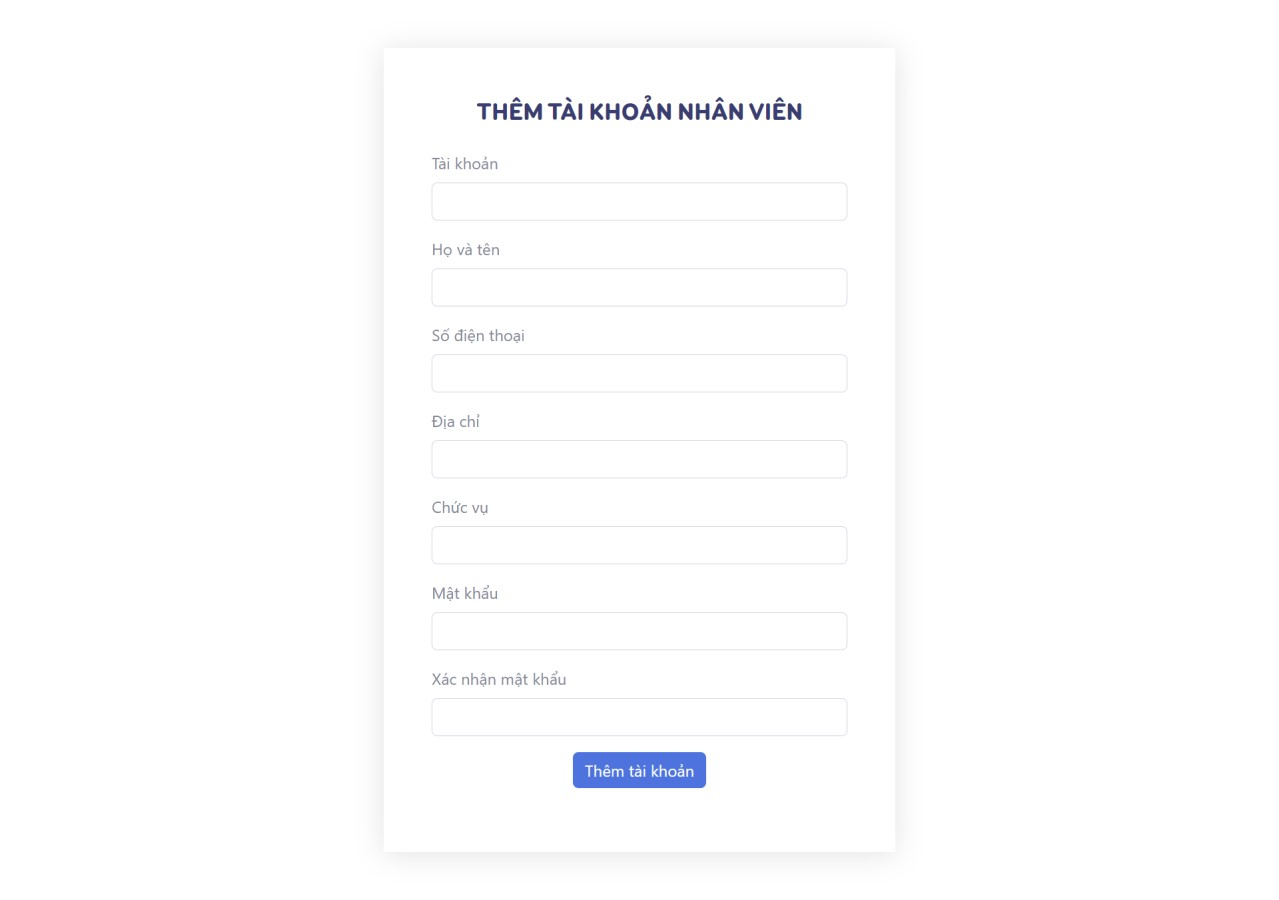 THÊM TÀI KHOẢN NHÂN VIÊN
Tài khoản
Họ và tên
Số điện thoại
Địa chỉ
Chức vụ
Mật khẩu
Xác nhận mật khẩu
Thêm tài khoản